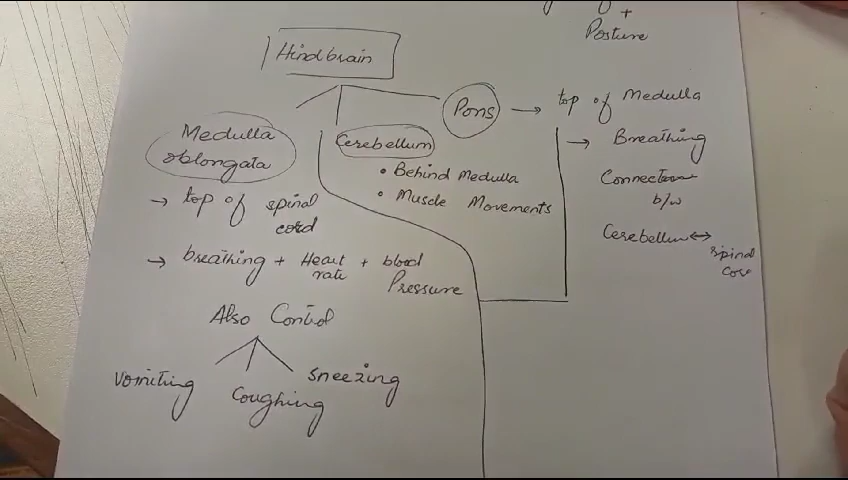 +
Posture
Hindbrain
Medulla
oblongata
→ top of spinal
cord
→ breathing + Heart + blood
rate
Pressure
Also Control
Vomiting
Coughing
Sneezing
Cerebellum
• Behind Medulla
• Muscle Movements
Pons → top of Medulla
→ Breathing
Connection
b/w
Cerebellum ↔
spinal